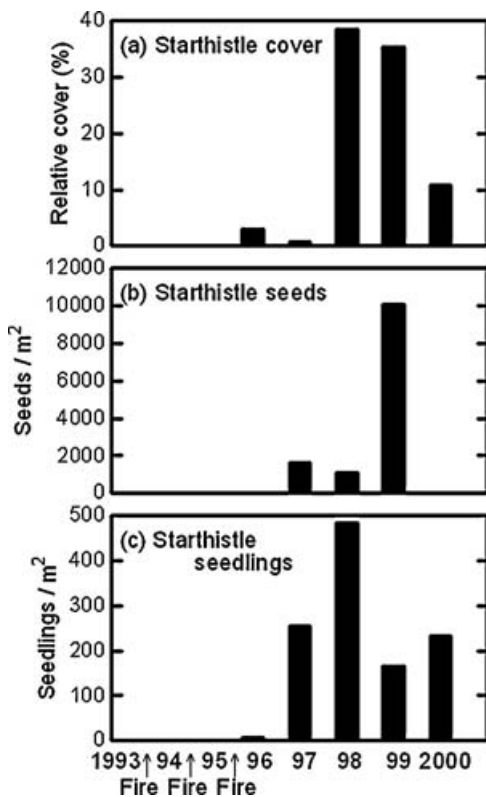 40
(a) Starthistle cover
30
20
10
0
Relative cover (%)
12000
(b) Starthistle seeds
10000
8000
6000
4000
2000
0
Seeds / m²
500
(c) Starthistle
seedlings
400
300
200
100
0
Seedlings / m²
1993↑ 94 ↑ 95↑ 96 97 98 99 2000
Fire Fire Fire